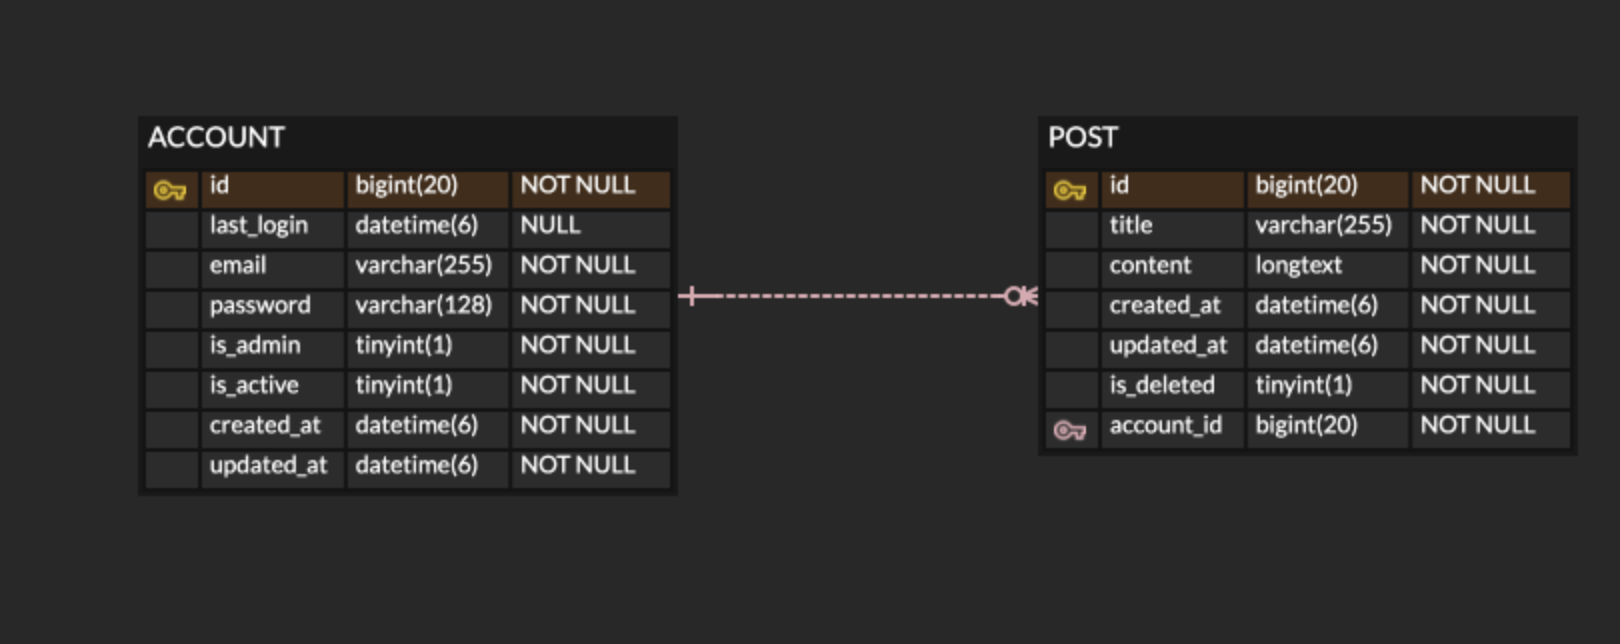 ACCOUNT
id bigint(20) NOT NULL
last_login datetime(6) NULL
email varchar(255) NOT NULL
password varchar(128) NOT NULL
is_admin tinyint(1) NOT NULL
is_active tinyint(1) NOT NULL
created_at datetime(6) NOT NULL
updated_at datetime(6) NOT NULL
POST
id bigint(20) NOT NULL
title varchar(255) NOT NULL
content longtext NOT NULL
created_at datetime(6) NOT NULL
updated_at datetime(6) NOT NULL
is_deleted tinyint(1) NOT NULL
account_id bigint(20) NOT NULL